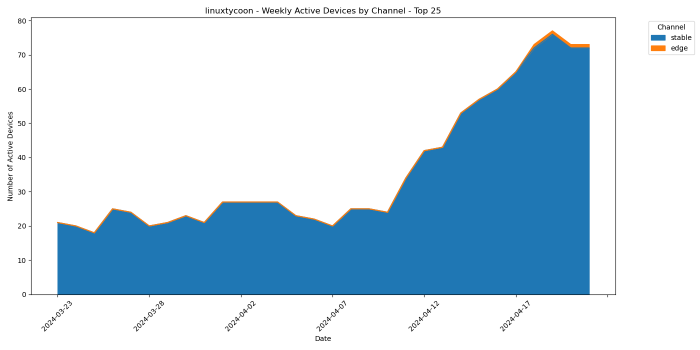 linuxtycoon - Weekly Active Devices by Channel - Top 25
Channel
stable
edge
Number of Active Devices
80
70
60
50
40
30
20
10
0
2024-03-23
2024-03-28
2024-04-02
2024-04-07
2024-04-12
2024-04-17
Date